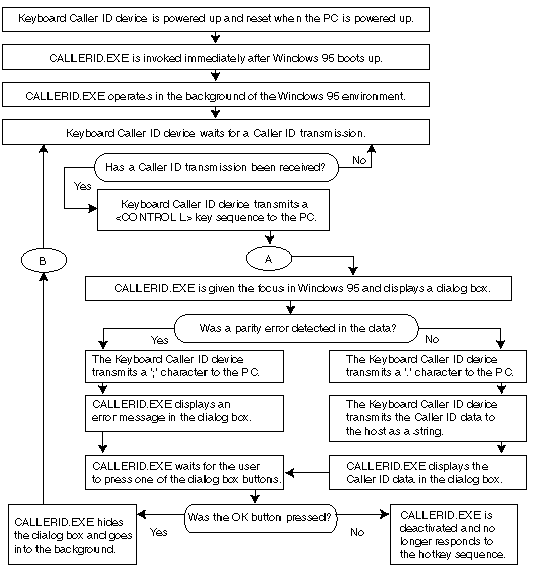 Keyboard Caller ID device is powered up and reset when the PC is powered up.
CALLERID.EXE is invoked immediately after Windows 95 boots up.
CALLERID.EXE operates in the background of the Windows 95 environment.
Keyboard Caller ID device waits for a Caller ID transmission.
Has a Caller ID transmission been received?
No
Yes
Keyboard Caller ID device transmits a
<CONTROL L> key sequence to the PC.
B
A
CALLERID.EXE is given the focus in Windows 95 and displays a dialog box.
Was a parity error detected in the data?
Yes
No
The Keyboard Caller ID device
transmits a ';' character to the PC.
The Keyboard Caller ID device
transmits a '.' character to the PC.
CALLERID.EXE displays an
error message in the dialog box.
The Keyboard Caller ID device
transmits the Caller ID data to
the host as a string.
CALLERID.EXE waits for the user
to press one of the dialog box buttons.
CALLERID.EXE displays the
Caller ID data in the dialog box.
CALLERID.EXE hides
the dialog box and goes
into the background.
Was the OK button pressed?
Yes
No
CALLERID.EXE is
deactivated and no
longer responds to
the hotkey sequence.